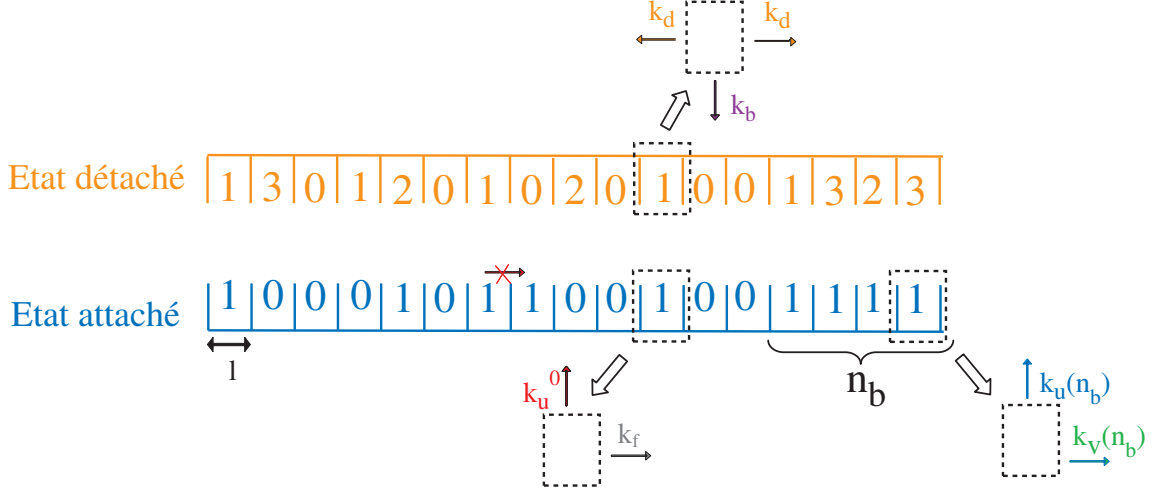 k_d k_d
k_b
Etat détaché 1 3 0 1 2 0 1 0 2 0 1 0 0 1 3 2 3
Etat attaché 1 0 0 0 1 0 1 1 0 0 1 0 0 1 1 1 1
l
n_b
k_u^0
k_f
k_u(n_b)
k_v(n_b)